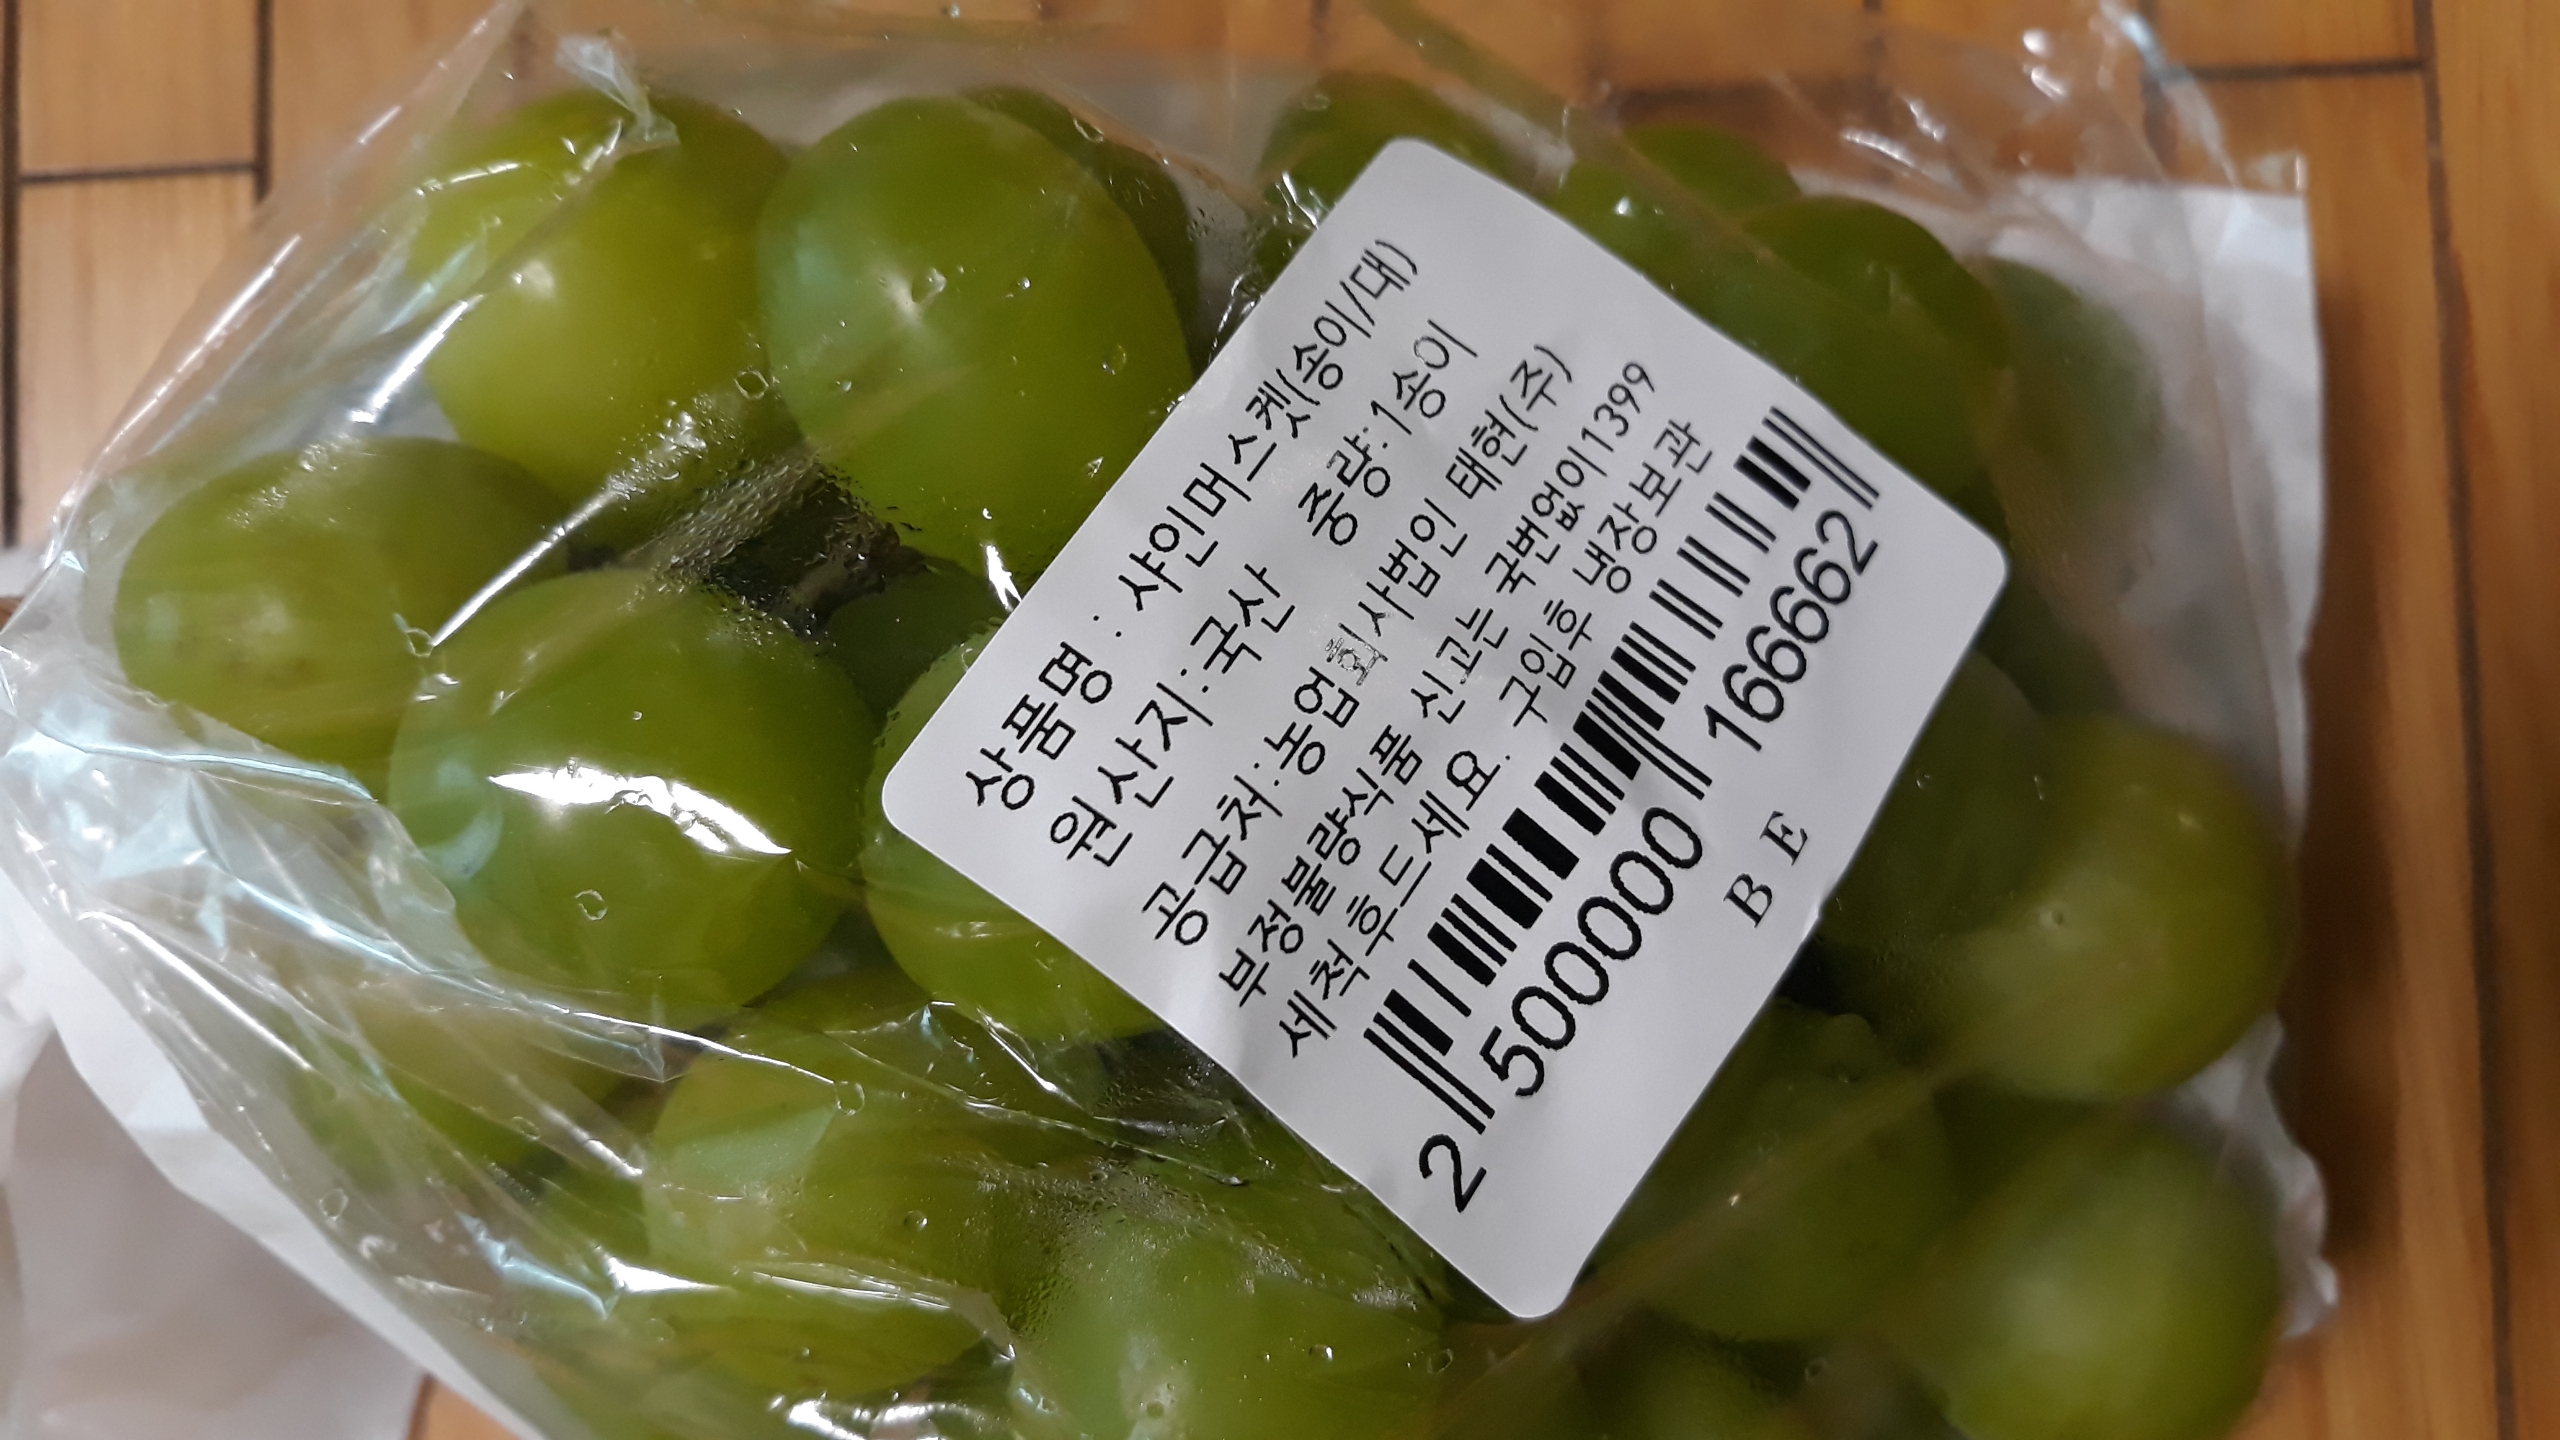 상품명 : 샤인머스켓(송이/대)
원산지:국산 중량:1송이
공급처:농업회사법인 태현(주)
부정불량식품 신고는 국번없이1399
세척후드세요. 구입후 냉장보관
2 500000 166662
B E